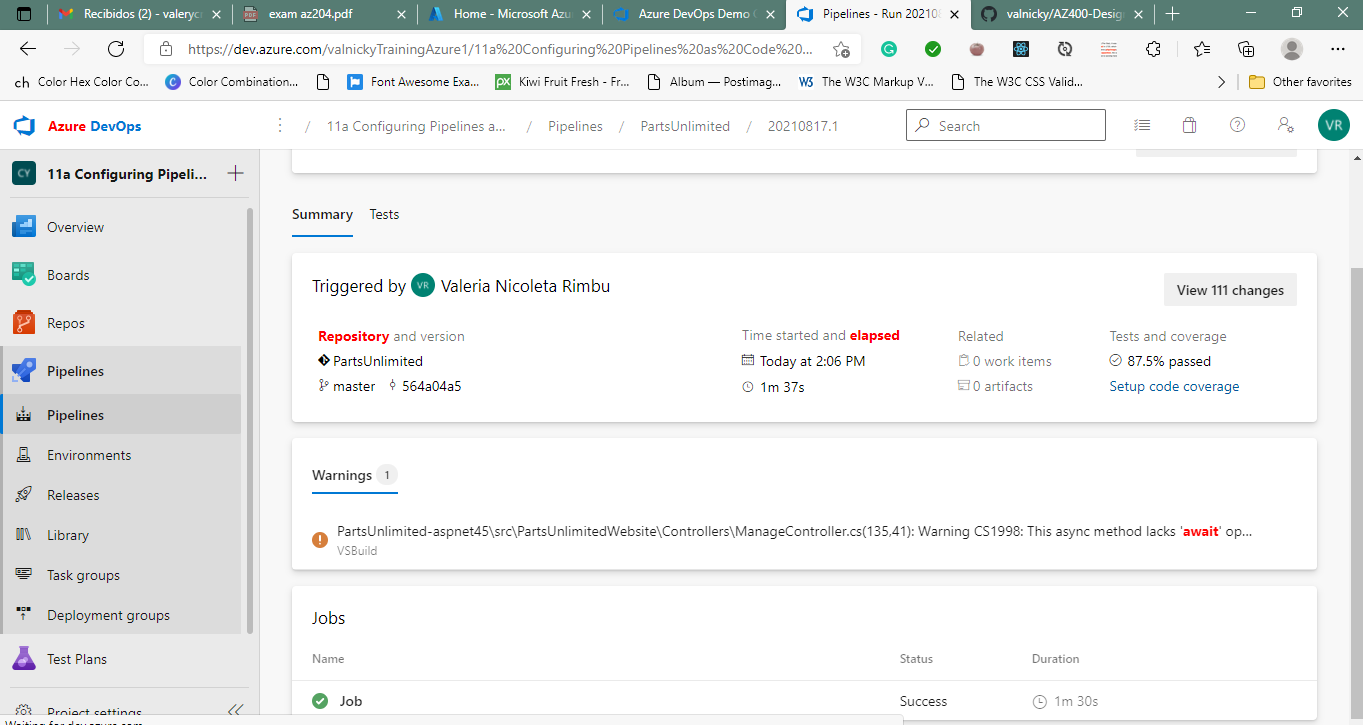 Recibidos (2) - valeryc
exam az204.pdf
Home - Microsoft Azu
Azure DevOps Demo G
Pipelines - Run 202108
valnicky/AZ400-Desig
https://dev.azure.com/valnickyTrainingAzure1/11a%20Configuring%20Pipelines%20as%20Code%20...
ch Color Hex Color Co...
C Color Combination...
Font Awesome Exa...
px Kiwi Fruit Fresh - Fr...
Album — Postimag...
W3 The W3C Markup V...
The W3C CSS Valid...
Other favorites
Azure DevOps
/ 11a Configuring Pipelines a... / Pipelines / PartsUnlimited / 20210817.1
Search
VR
CY 11a Configuring Pipeli...
Overview
Boards
Repos
Pipelines
Pipelines
Environments
Releases
Library
Task groups
Deployment groups
Test Plans
Project settings
Summary Tests
Triggered by VR Valeria Nicoleta Rimbu
View 111 changes
Repository and version
PartsUnlimited
master 564a04a5
Time started and elapsed
Today at 2:06 PM
1m 37s
Related
0 work items
0 artifacts
Tests and coverage
87.5% passed
Setup code coverage
Warnings 1
PartsUnlimited-aspnet45\src\PartsUnlimitedWebsite\Controllers\ManageController.cs(135,41): Warning CS1998: This async method lacks 'await' op...
VSBuild
Jobs
Name Status Duration
Job Success 1m 30s